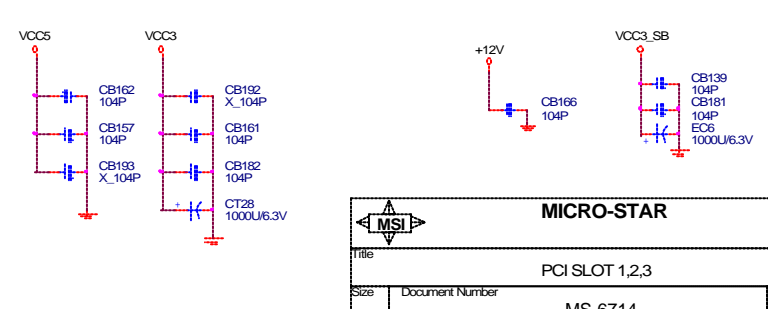 VCC5
CB162
104P
CB157
104P
CB193
X_104P
VCC3
CB192
X_104P
CB161
104P
CB182
104P
+
CT28
1000U/6.3V
+12V
CB166
104P
VCC3_SB
CB139
104P
CB181
104P
+
EC6
1000U/6.3V
MSI
MICRO-STAR
Title
PCI SLOT 1,2,3
Size
Document Number
MS-6714